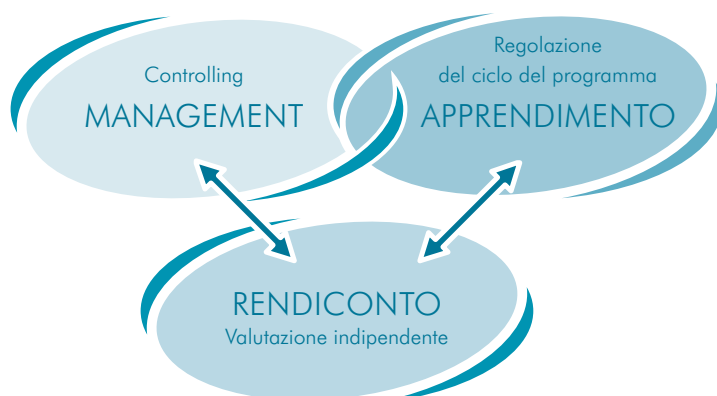 Controlling
MANAGEMENT
Regolazione
del ciclo del programma
APPRENDIMENTO
RENDICONTO
Valutazione indipendente